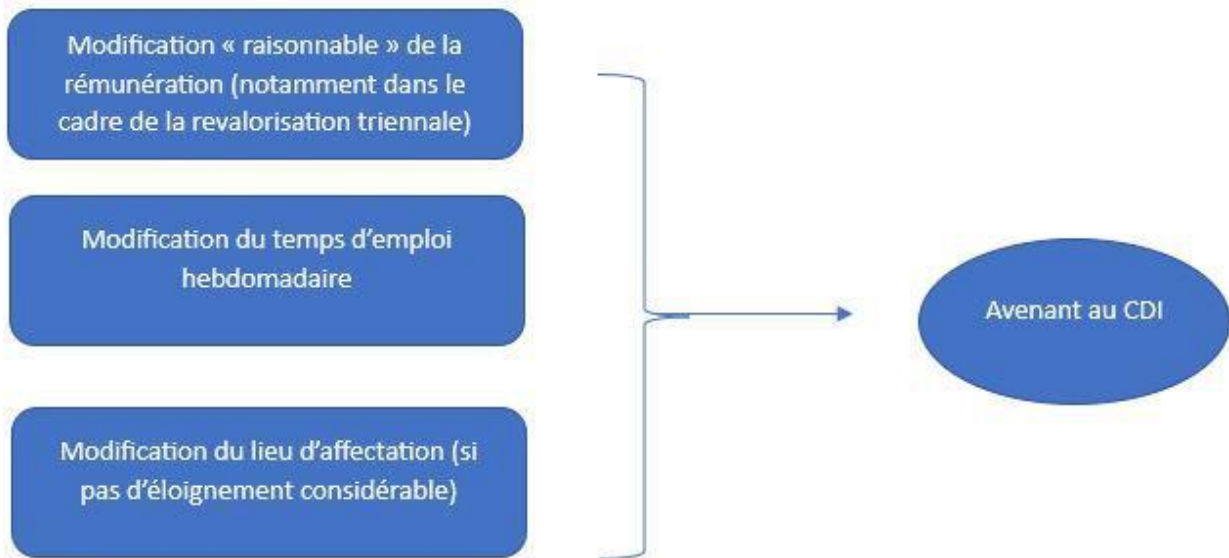 Modification « raisonnable » de la
rémunération (notamment dans le
cadre de la revalorisation triennale)
Modification du temps d'emploi
hebdomadaire
Modification du lieu d'affectation (si
pas d'éloignement considérable)
Avenant au CDI